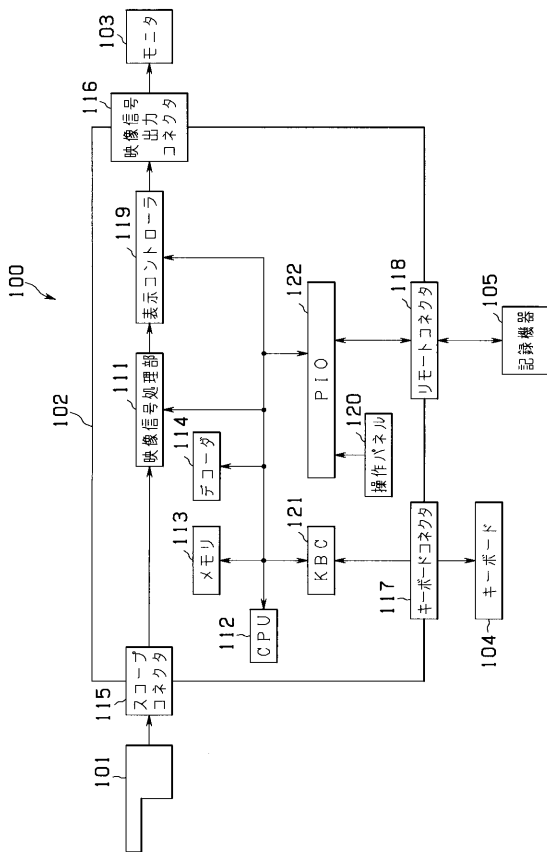 100
102
101
115
スコープ
コネクタ
111
映像信号処理部
119
表示コントローラ
116
映像信号
出力
コネクタ
103
モニタ
112
CPU
113
メモリ
114
デコーダ
121
KBC
122
PIO
120
操作パネル
117
キーボードコネクタ
118
リモートコネクタ
104
キーボード
105
記録機器